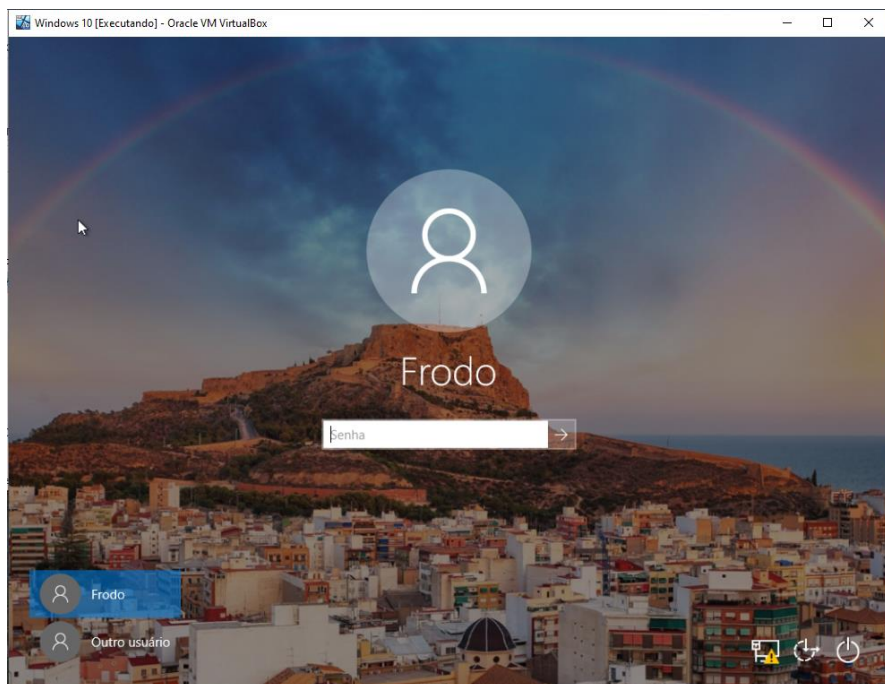 Windows 10 [Executando] - Oracle VM VirtualBox
Frodo
Senha
Frodo
Outro usuário